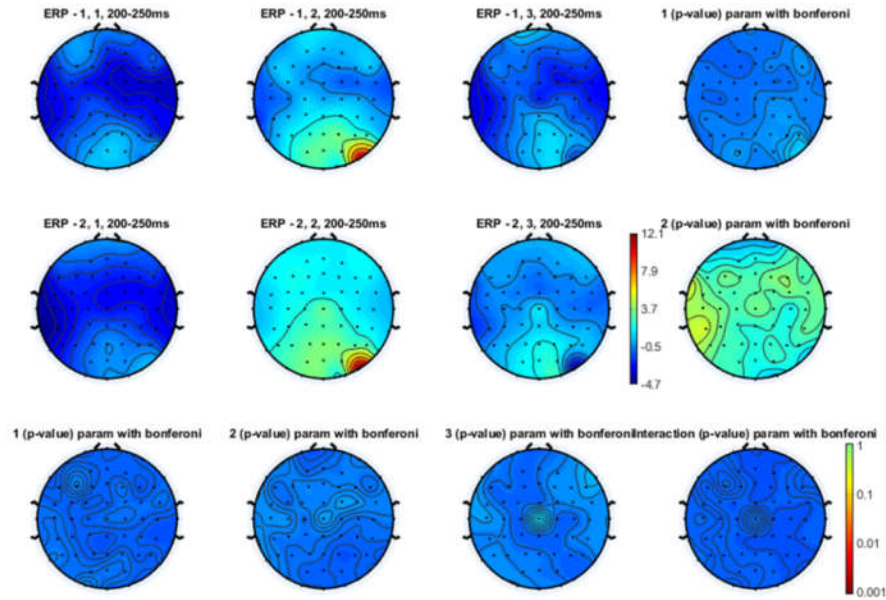 ERP - 1, 1, 200-250ms
ERP - 1, 2, 200-250ms
ERP - 1, 3, 200-250ms
1 (p-value) param with bonferoni
ERP - 2, 1, 200-250ms
ERP - 2, 2, 200-250ms
ERP - 2, 3, 200-250ms
12.1
7.9
3.7
-0.5
-4.7
2 (p-value) param with bonferoni
1 (p-value) param with bonferoni
2 (p-value) param with bonferoni
3 (p-value) param with bonferoni
Interaction (p-value) param with bonferoni
1
0.1
0.01
0.001